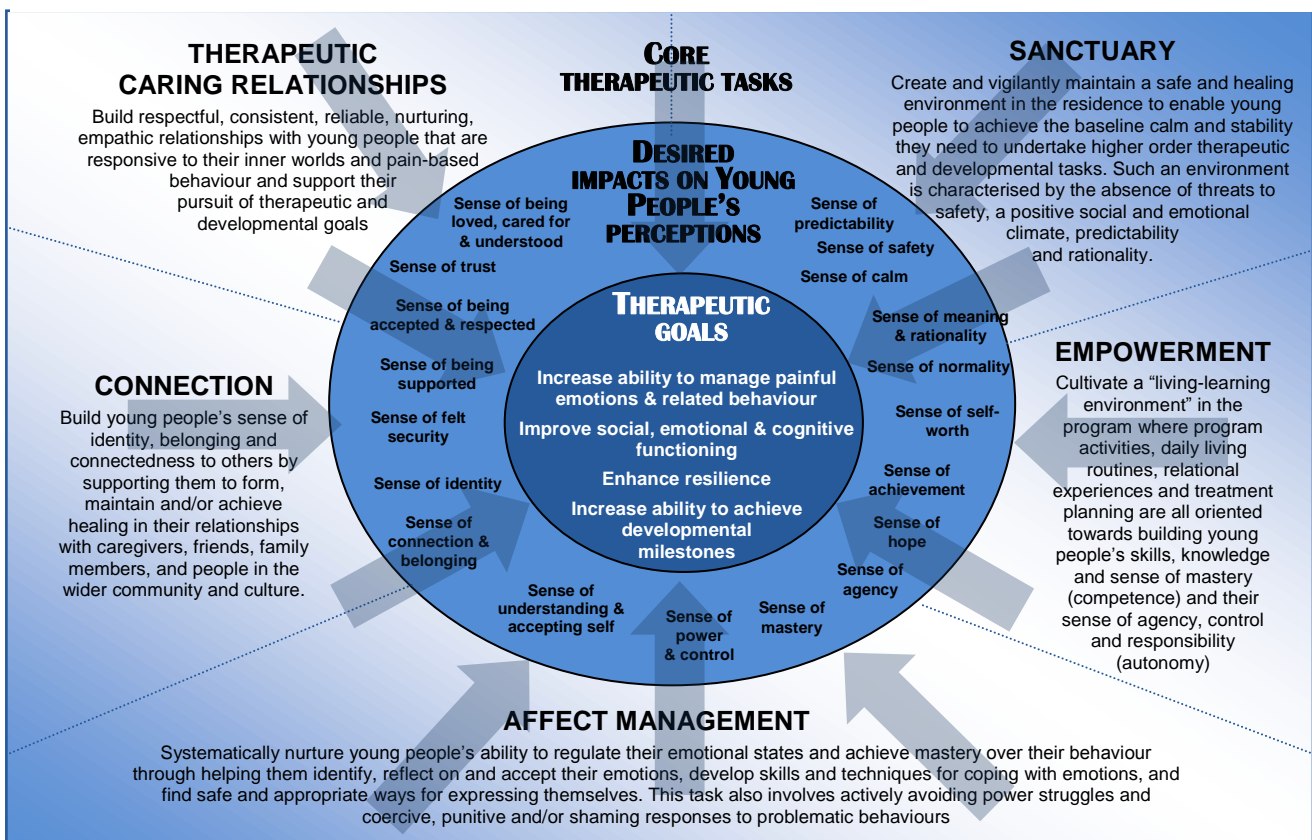 THERAPEUTIC
CARING RELATIONSHIPS
Build respectful, consistent, reliable, nurturing,
empathic relationships with young people that are
responsive to their inner worlds and pain-based
behaviour and support their
pursuit of therapeutic and
developmental goals
CORE
THERAPEUTIC TASKS
SANCTUARY
Create and vigilantly maintain a safe and healing
environment in the residence to enable young
people to achieve the baseline calm and stability
they need to undertake higher order therapeutic
and developmental tasks. Such an environment
is characterised by the absence of threats to
safety, a positive social and emotional
climate, predictability
and rationality.
DESIRED
IMPACTS ON YOUNG
PEOPLE'S
PERCEPTIONS
Sense of being
loved, cared for
& understood
Sense of trust
Sense of being
accepted & respected
Sense of being
supported
Sense of felt
security
Sense of identity
Sense of
connection &
belonging
Sense of
understanding &
accepting self
Sense of
power
& control
Sense of
mastery
Sense of
agency
Sense of
hope
Sense of
achievement
Sense of self-
worth
Sense of normality
Sense of meaning
& rationality
Sense of calm
Sense of safety
Sense of
predictability
THERAPEUTIC
GOALS
Increase ability to manage painful
emotions & related behaviour
Improve social, emotional & cognitive
functioning
Enhance resilience
Increase ability to achieve
developmental
milestones
CONNECTION
Build young people's sense of
identity, belonging and
connectedness to others by
supporting them to form,
maintain and/or achieve
healing in their relationships
with caregivers, friends, family
members, and people in the
wider community and culture.
EMPOWERMENT
Cultivate a “living-learning
environment” in the
program where program
activities, daily living
routines, relational
experiences and treatment
planning are all oriented
towards building young
people's skills, knowledge
and sense of mastery
(competence) and their
sense of agency, control
and responsibility
(autonomy)
AFFECT MANAGEMENT
Systematically nurture young people's ability to regulate their emotional states and achieve mastery over their behaviour
through helping them identify, reflect on and accept their emotions, develop skills and techniques for coping with emotions, and
find safe and appropriate ways for expressing themselves. This task also involves actively avoiding power struggles and
coercive, punitive and/or shaming responses to problematic behaviours